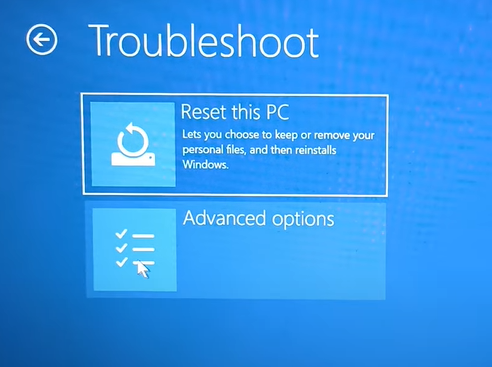 Troubleshoot
Reset this PC
Lets you choose to keep or remove your
personal files, and then reinstalls
Windows.
Advanced options